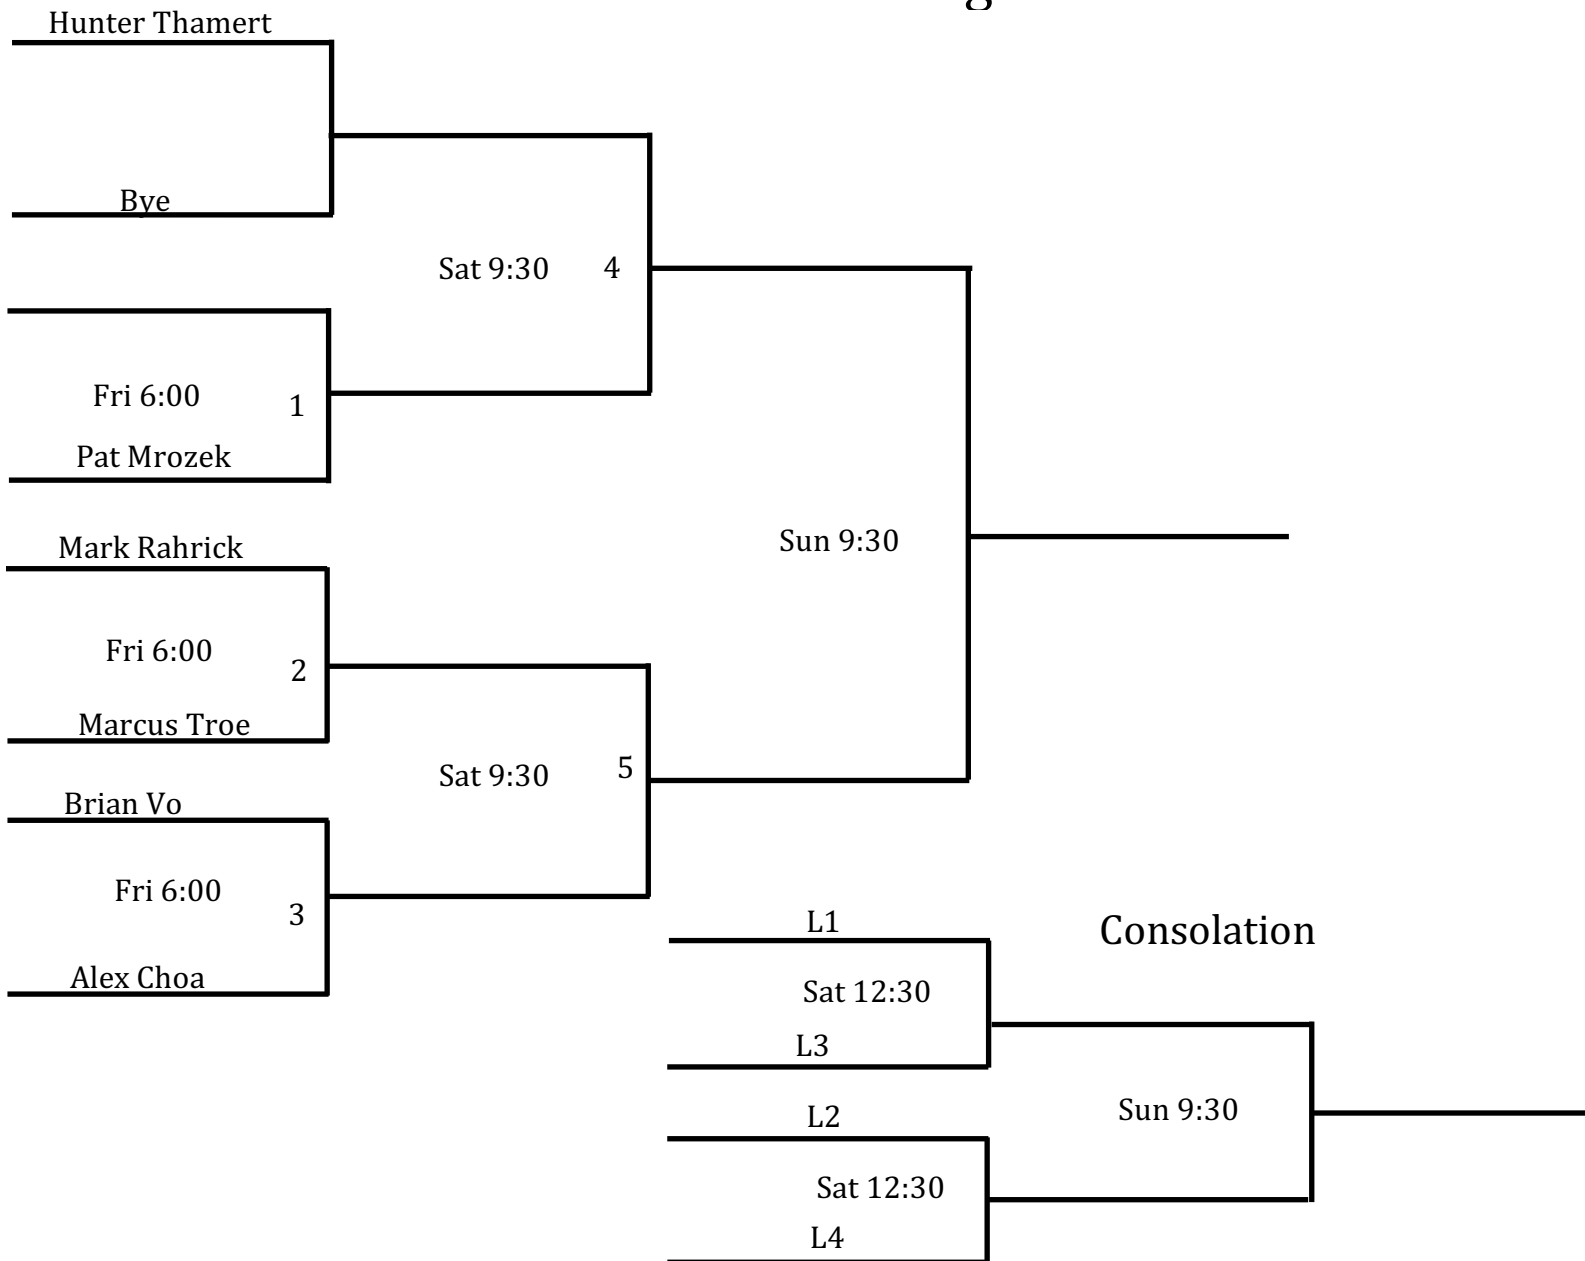 Hunter Thamert
Bye
Sat 9:30 4
Fri 6:00 1
Pat Mrozek
Mark Rahrick
Sun 9:30
Fri 6:00 2
Marcus Troe
Sat 9:30 5
Brian Vo
Fri 6:00 3
Alex Choa
L1
Consolation
Sat 12:30
L3
L2
Sun 9:30
Sat 12:30
L4